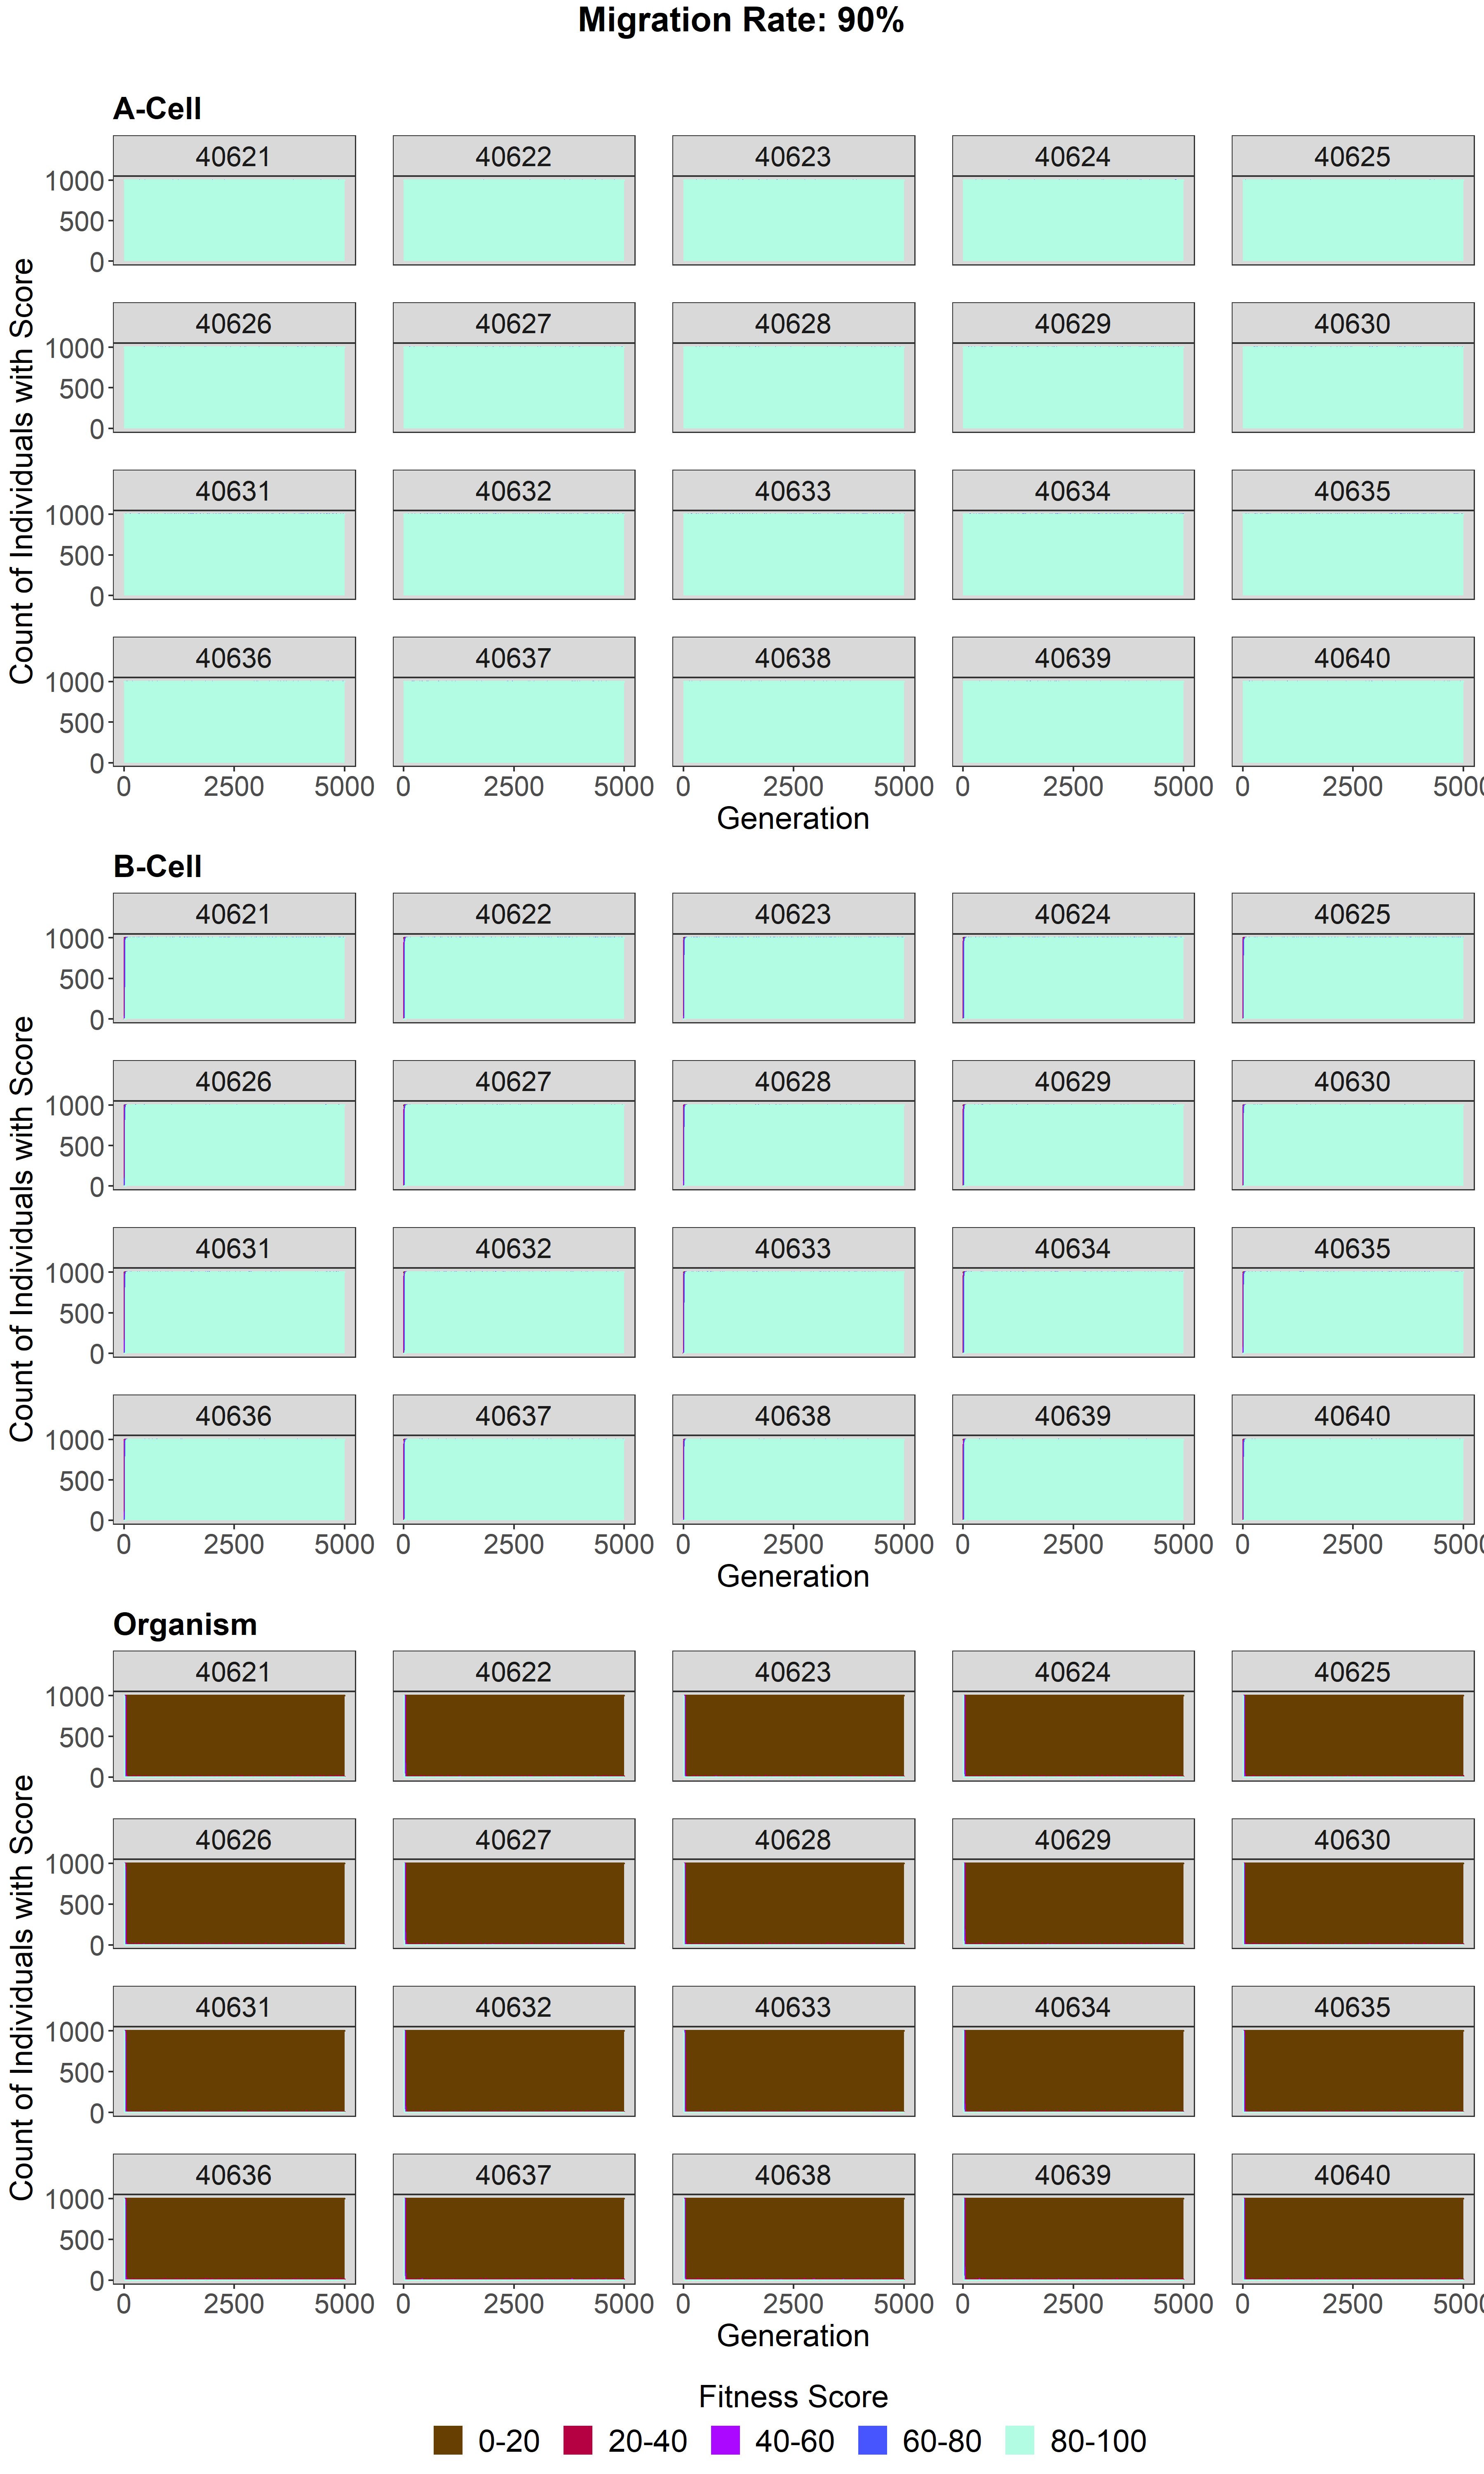 Migration Rate: 90%
A-Cell
Count of Individuals with Score
40621 40622 40623 40624 40625
1000
500
0
40626 40627 40628 40629 40630
1000
500
0
40631 40632 40633 40634 40635
1000
500
0
40636 40637 40638 40639 40640
1000
500
0
0 2500 5000 0 2500 5000 0 2500 5000 0 2500 5000 0 2500 5000
Generation
B-Cell
Count of Individuals with Score
40621 40622 40623 40624 40625
1000
500
0
40626 40627 40628 40629 40630
1000
500
0
40631 40632 40633 40634 40635
1000
500
0
40636 40637 40638 40639 40640
1000
500
0
0 2500 5000 0 2500 5000 0 2500 5000 0 2500 5000 0 2500 5000
Generation
Organism
Count of Individuals with Score
40621 40622 40623 40624 40625
1000
500
0
40626 40627 40628 40629 40630
1000
500
0
40631 40632 40633 40634 40635
1000
500
0
40636 40637 40638 40639 40640
1000
500
0
0 2500 5000 0 2500 5000 0 2500 5000 0 2500 5000 0 2500 5000
Generation
Fitness Score
0-20 20-40 40-60 60-80 80-100